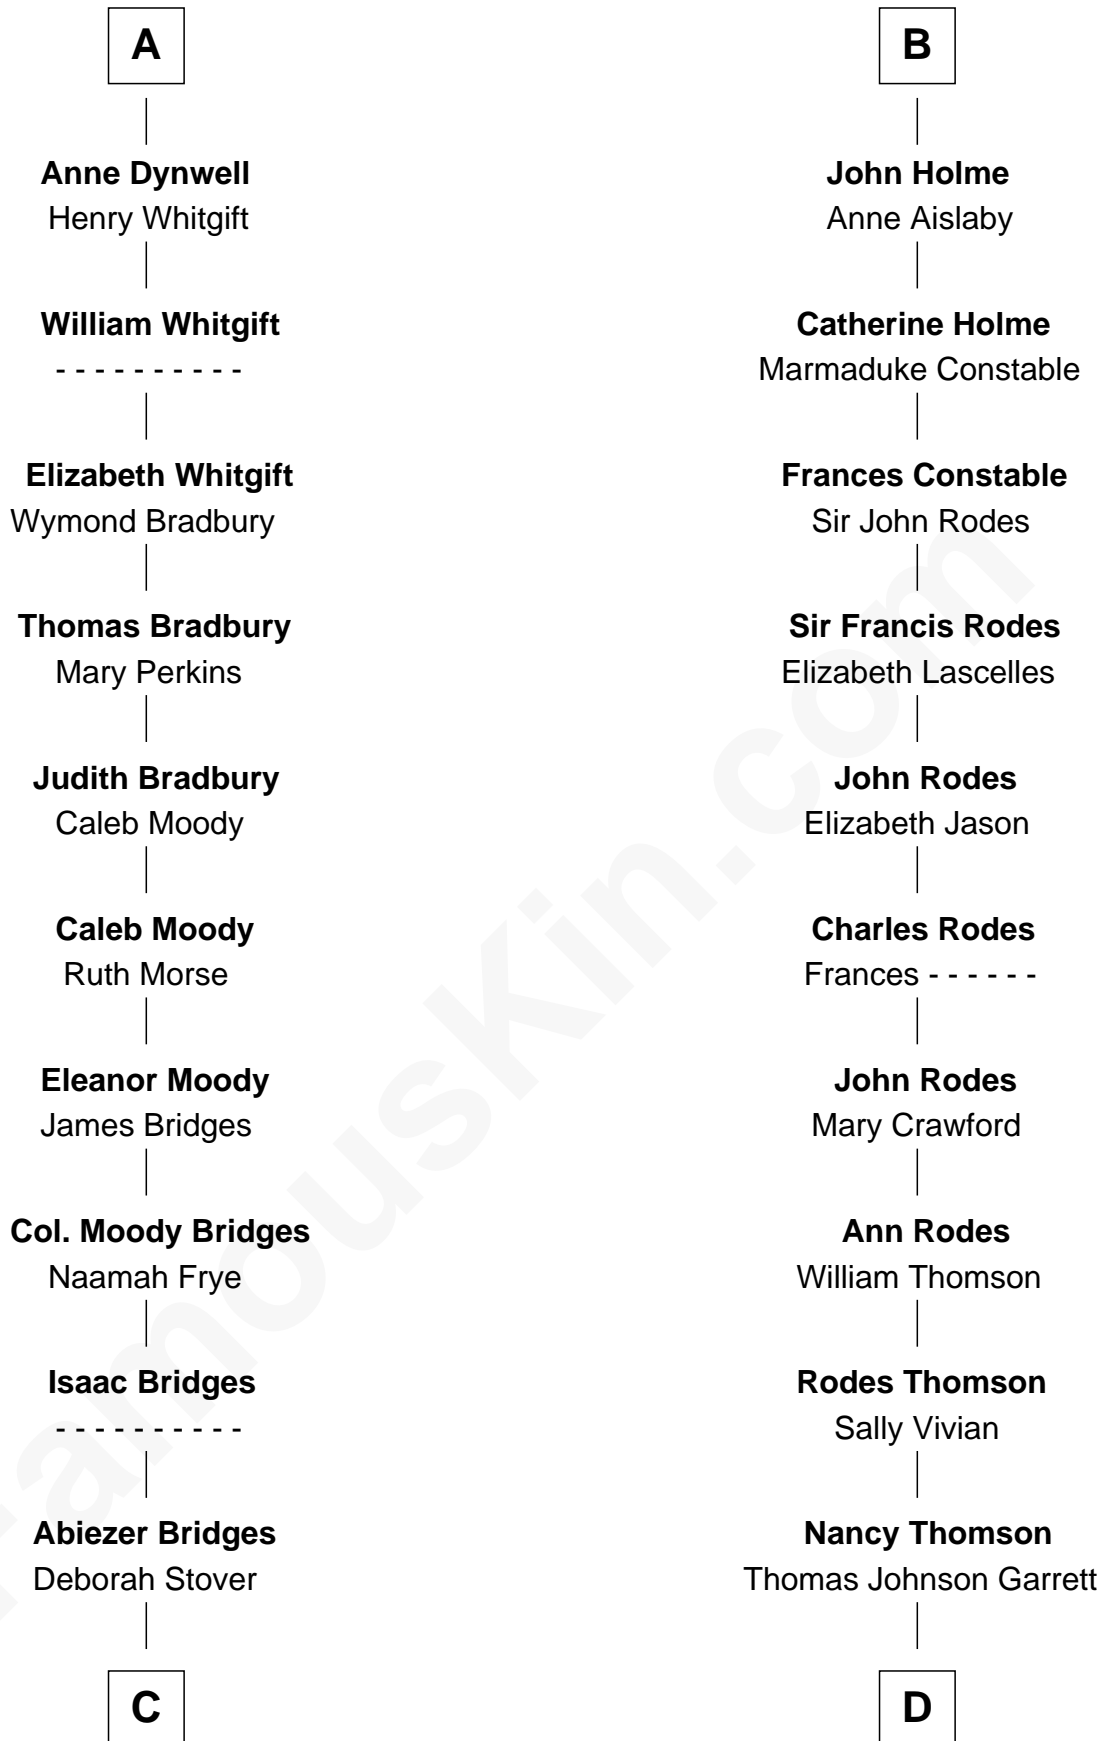 A
Anne Dynwell
Henry Whitgift
William Whitgift
- - - - - - - - - -
Elizabeth Whitgift
Wymond Bradbury
Thomas Bradbury
Mary Perkins
Judith Bradbury
Caleb Moody
Caleb Moody
Ruth Morse
Eleanor Moody
James Bridges
Col. Moody Bridges
Naamah Frye
Isaac Bridges
- - - - - - - - - -
Abiezer Bridges
Deborah Stover
C
B
John Holme
Anne Aislaby
Catherine Holme
Marmaduke Constable
Frances Constable
Sir John Rodes
Sir Francis Rodes
Elizabeth Lascelles
John Rodes
Elizabeth Jason
Charles Rodes
Frances - - - - - -
John Rodes
Mary Crawford
Ann Rodes
William Thomson
Rodes Thomson
Sally Vivian
Nancy Thomson
Thomas Johnson Garrett
D
FamousKin.com